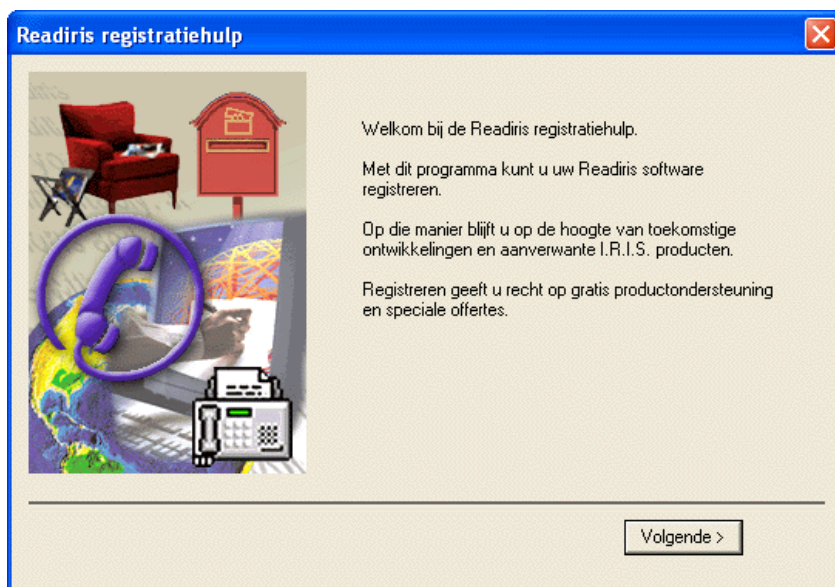 Readiris registratiehulp
Welkom bij de Readiris registratiehulp.
Met dit programma kunt u uw Readiris software
registreren.
Op die manier blijft u op de hoogte van toekomstige
ontwikkelingen en aanverwante I.R.I.S. producten.
Registreren geeft u recht op gratis productondersteuning
en speciale offertes.
Volgende >